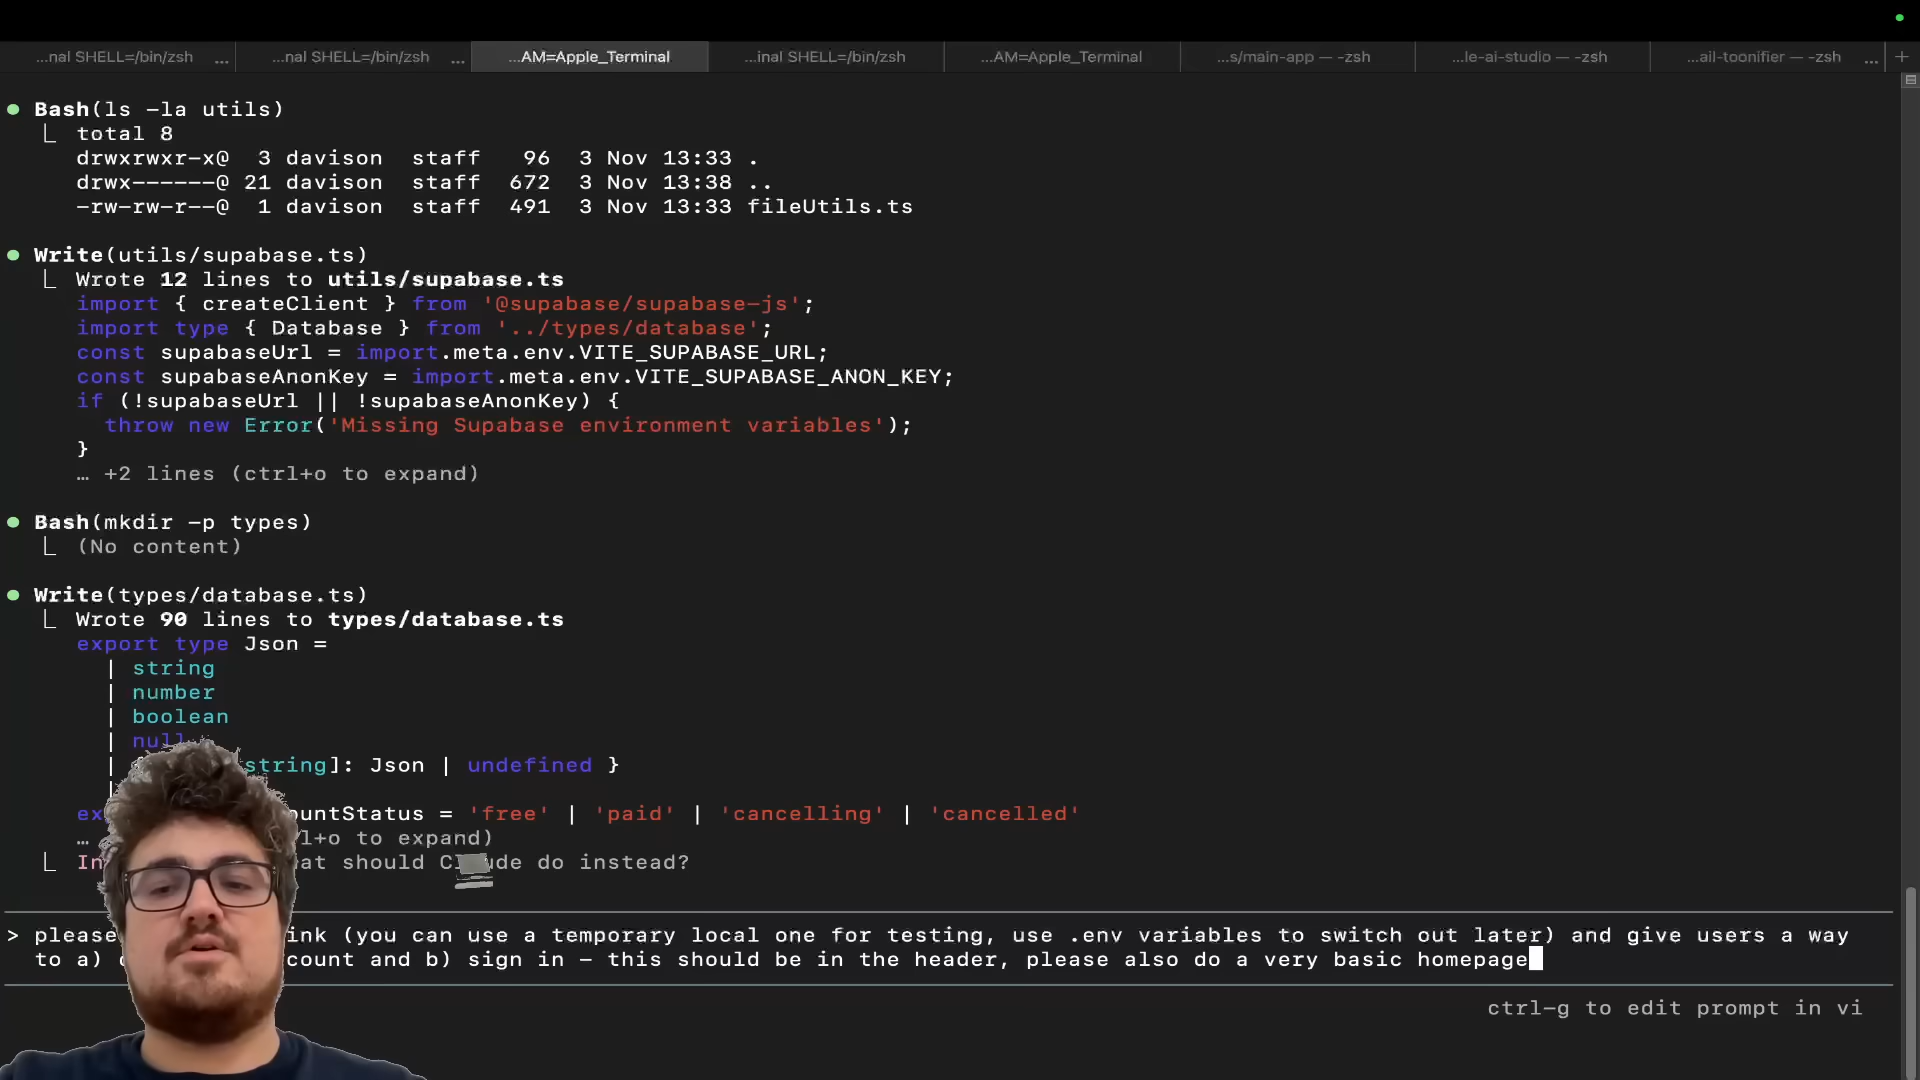 ...nal SHELL=/bin/zsh ... ...nal SHELL=/bin/zsh ... ...AM=Apple_Terminal ...inal SHELL=/bin/zsh ...AM=Apple_Terminal ...s/main-app — -zsh ...le-ai-studio — -zsh ...ail-toonifier — -zsh ... +
Bash(ls -la utils)
total 8
drwxrwxr-x@ 3 davison staff 96 3 Nov 13:33 .
drwx------@ 21 davison staff 672 3 Nov 13:38 ..
-rw-rw-r--@ 1 davison staff 491 3 Nov 13:33 fileUtils.ts
Write(utils/supabase.ts)
Wrote 12 lines to utils/supabase.ts
import { createClient } from '@supabase/supabase-js';
import type { Database } from '../types/database';
const supabaseUrl = import.meta.env.VITE_SUPABASE_URL;
const supabaseAnonKey = import.meta.env.VITE_SUPABASE_ANON_KEY;
if (!supabaseUrl || !supabaseAnonKey) {
throw new Error('Missing Supabase environment variables');
}
… +2 lines (ctrl+o to expand)
Bash(mkdir -p types)
(No content)
Write(types/database.ts)
Wrote 90 lines to types/database.ts
export type Json =
| string
| number
| boolean
| null
| string]: Json | undefined }
|
ountStatus = 'free' | 'paid' | 'cancelling' | 'cancelled'
… to expand)
should do instead?
> please ink (you can use a temporary local one for testing, use .env variables to switch out later) and give users a way
to a) count and b) sign in - this should be in the header, please also do a very basic homepage
ctrl-g to edit prompt in vi